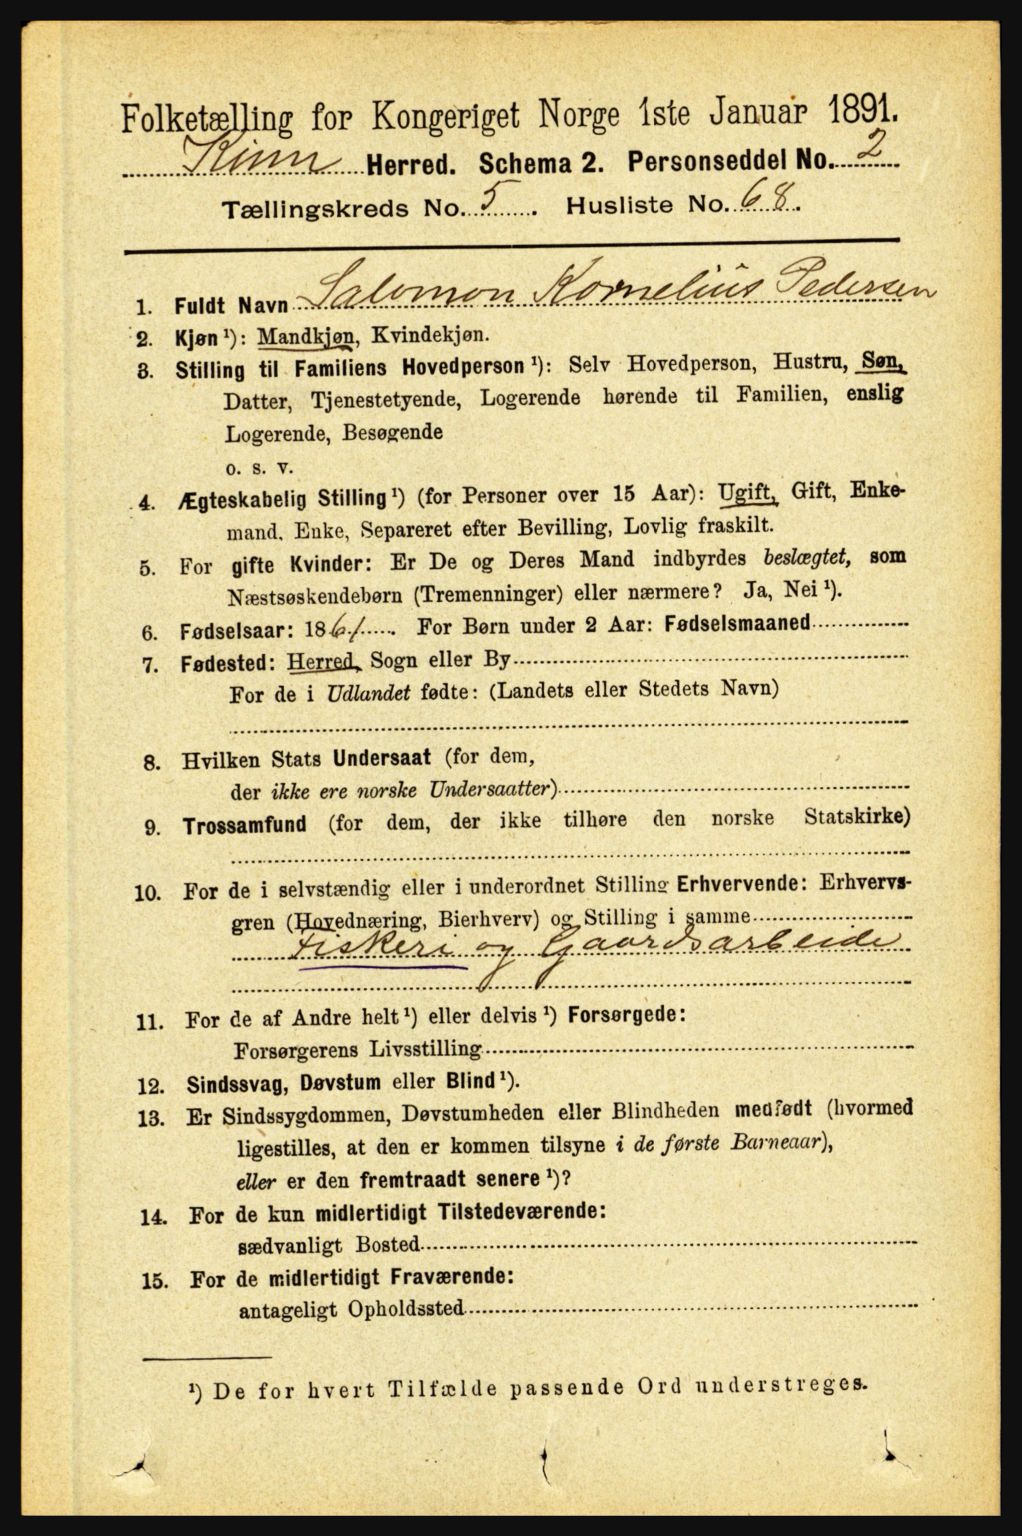 Folketælling for Kongeriget Norge 1ste Januar 1891.
Kinn Herred. Schema 2. Personseddel No. 2
Tællingskreds No. 5. Husliste No. 68.
1. Fuldt Navn Salomon Kornelius Pedersen
2. Kjøn ¹): Mandkjøn, Kvindekjøn.
3. Stilling til Familiens Hovedperson ¹): Selv Hovedperson, Hustru, Søn,
Datter, Tjenestetyende, Logerende hørende til Familien, enslig
Logerende, Besøgende
o. s. v.
4. Ægteskabelig Stilling ¹) (for Personer over 15 Aar): Ugift, Gift, Enke-
mand, Enke, Separeret efter Bevilling, Lovlig fraskilt.
5. For gifte Kvinder: Er De og Deres Mand indbyrdes beslægtet, som
Næstsøskendebørn (Tremenninger) eller nærmere? Ja, Nei ¹).
6. Fødselsaar: 1861. For Børn under 2 Aar: Fødselsmaaned
7. Fødested: Herred, Sogn eller By
For de i Udlandet fødte: (Landets eller Stedets Navn)
8. Hvilken Stats Undersaat (for dem,
der ikke ere norske Undersaatter)
9. Trossamfund (for dem, der ikke tilhøre den norske Statskirke)
10. For de i selvstændig eller i underordnet Stilling Erhvervende: Erhvervs-
gren (Hovednæring, Bierhverv) og Stilling i samme
Fiskeri og Gaardsarbeide
11. For de af Andre helt ¹) eller delvis ¹) Forsørgede:
Forsørgerens Livsstilling
12. Sindssvag, Døvstum eller Blind ¹).
13. Er Sindssygdommen, Døvstumheden eller Blindheden medfødt (hvormed
ligestilles, at den er kommen tilsyne i de første Barneaar),
eller er den fremtraadt senere ¹)?
14. For de kun midlertidigt Tilstedeværende:
sædvanligt Bosted
15. For de midlertidigt Fraværende:
antageligt Opholdssted
¹) De for hvert Tilfælde passende Ord understreges.